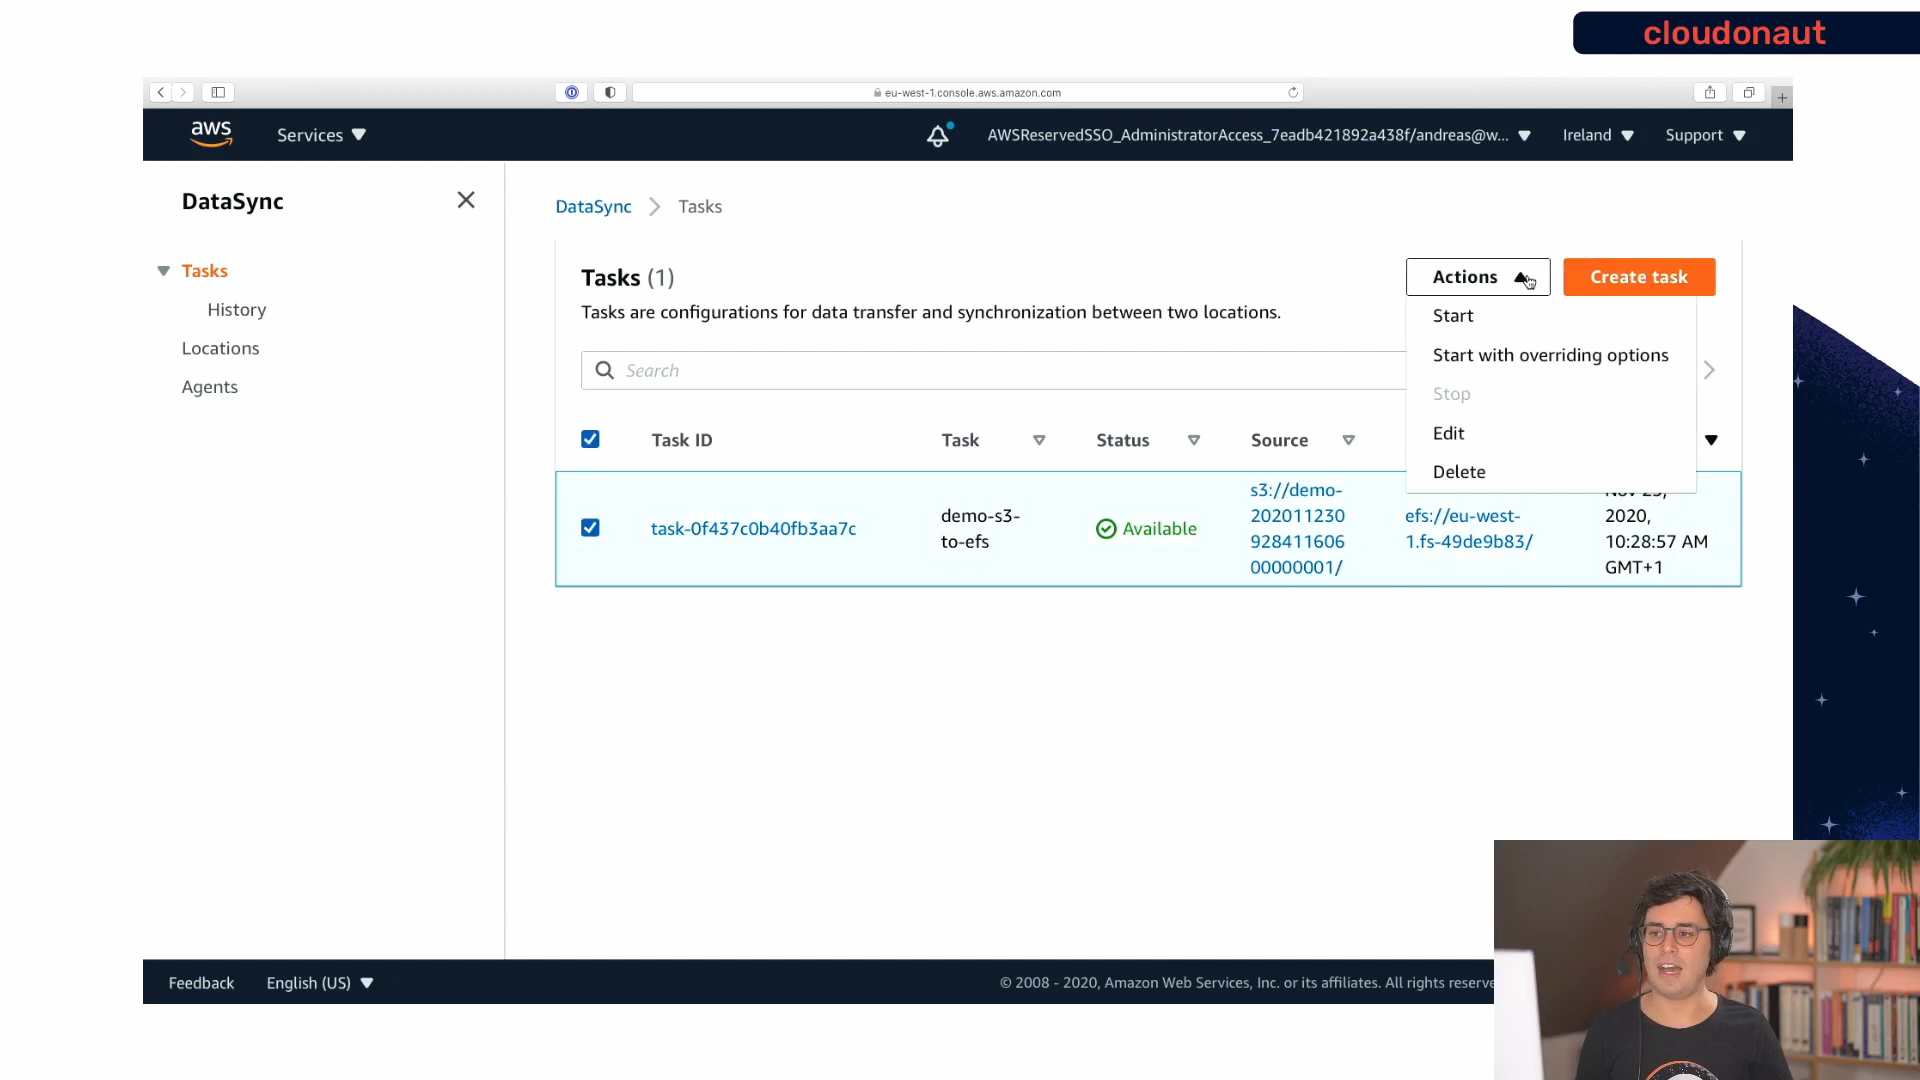 cloudonaut
eu-west-1.console.aws.amazon.com
aws
Services
AWSReservedSSO_AdministratorAccess_7eadb421892a438f/andreas@w...
Ireland
Support
DataSync
Tasks
History
Locations
Agents
DataSync
Tasks
Tasks (1)
Tasks are configurations for data transfer and synchronization between two locations.
Actions
Create task
Start
Start with overriding options
Stop
Edit
Delete
Search
Task ID
Task
Status
Source
task-0f437c0b40fb3aa7c
demo-s3-
to-efs
Available
s3://demo-
202011230
928411606
00000001/
efs://eu-west-
1.fs-49de9b83/
2020,
10:28:57 AM
GMT+1
Feedback
English (US)
© 2008 - 2020, Amazon Web Services, Inc. or its affiliates. All rights reserve